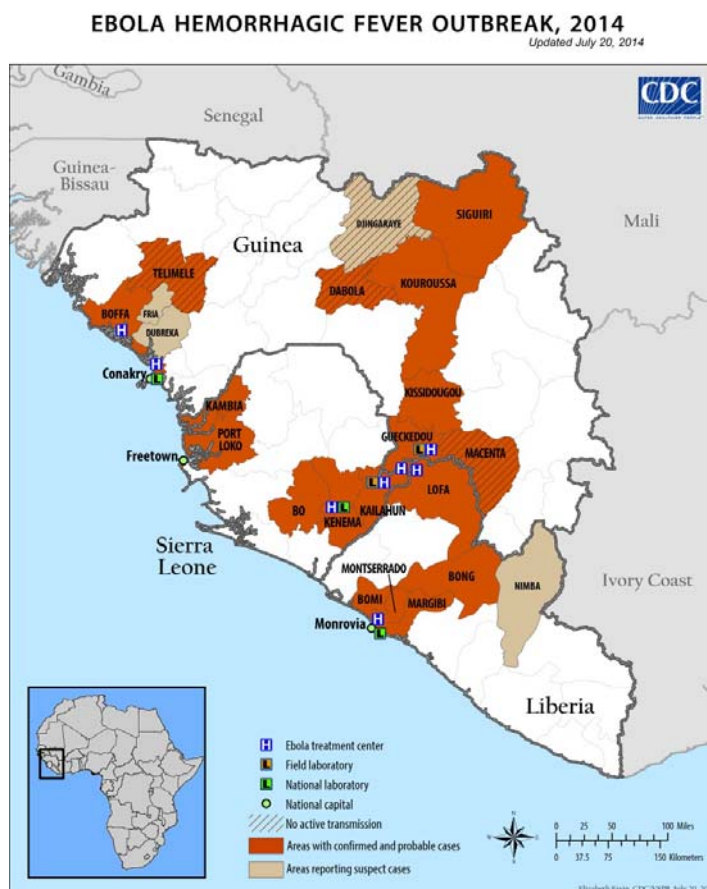 EBOLA HEMORRHAGIC FEVER OUTBREAK, 2014
Updated July 20, 2014
Gambia
CDC
Senegal
Guinea-
Bissau
Mali
SIGUIRI
DJINGARAYE
Guinea
TELIMELE
KOUROUSSA
DABOLA
BOFFA
H
FRIA
DUBREKA
H
Conakry
L
KISSIDOUGOU
KAMBIA
PORT
LOKO
GUECKEDOU
MACENTA
L H
Freetown
H H
L H
LOFA
BO
H L
KENEMA
KAILAHUN
Sierra
Leone
MONTSERRADO
BONG
NIMBA
Ivory Coast
BOMI
MARGIBI
H
Monrovia
L
Liberia
H Ebola treatment center
L Field laboratory
L National laboratory
National capital
No active transmission
Areas with confirmed and probable cases
Areas reporting suspect cases
N
W E
S
0 25 50 75 100 Miles
0 37.5 75 150 Kilometers